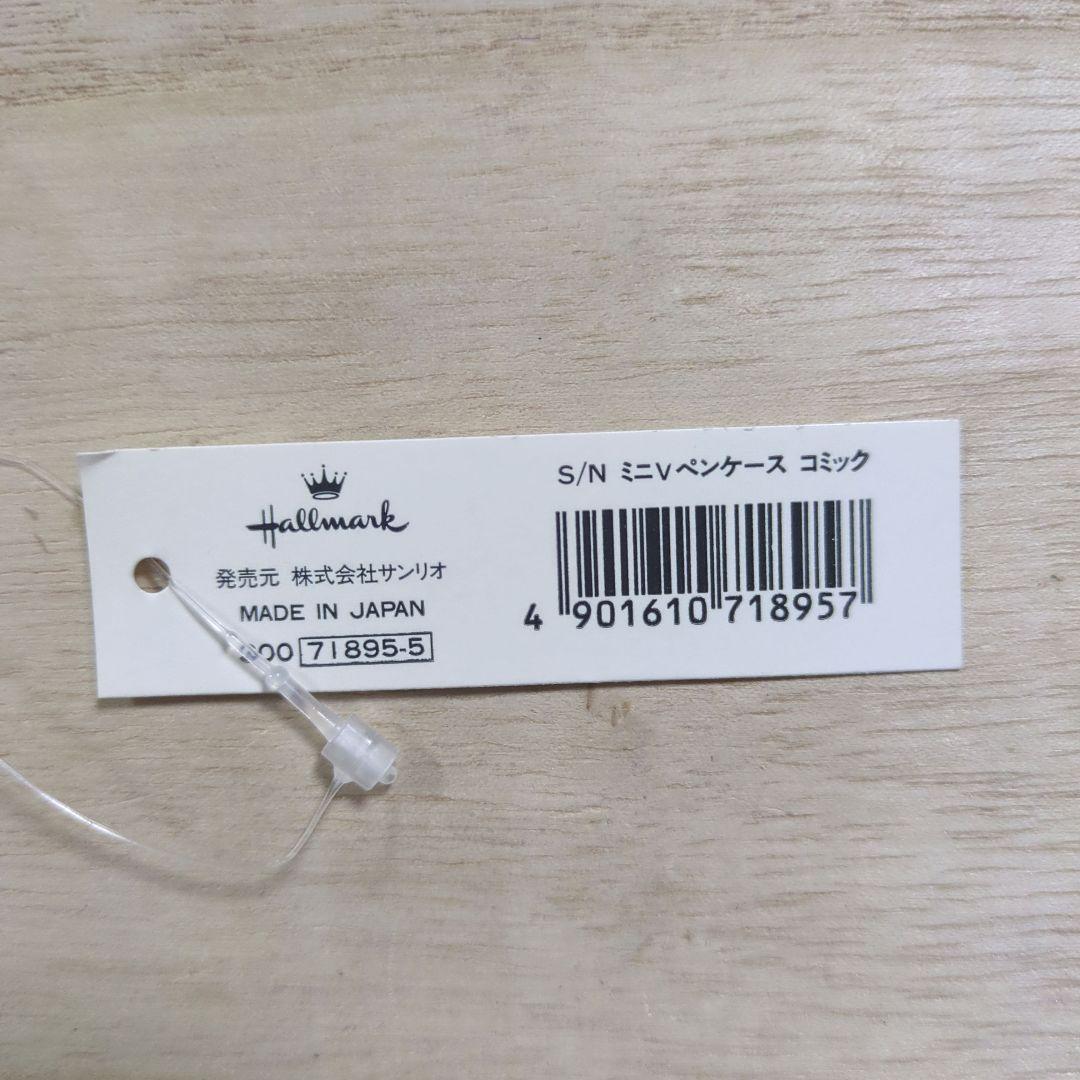 Hallmark
発売元 株式会社サンリオ
MADE IN JAPAN
900 71895-5
S/N ミニVペンケース コミック
4 901610 718957